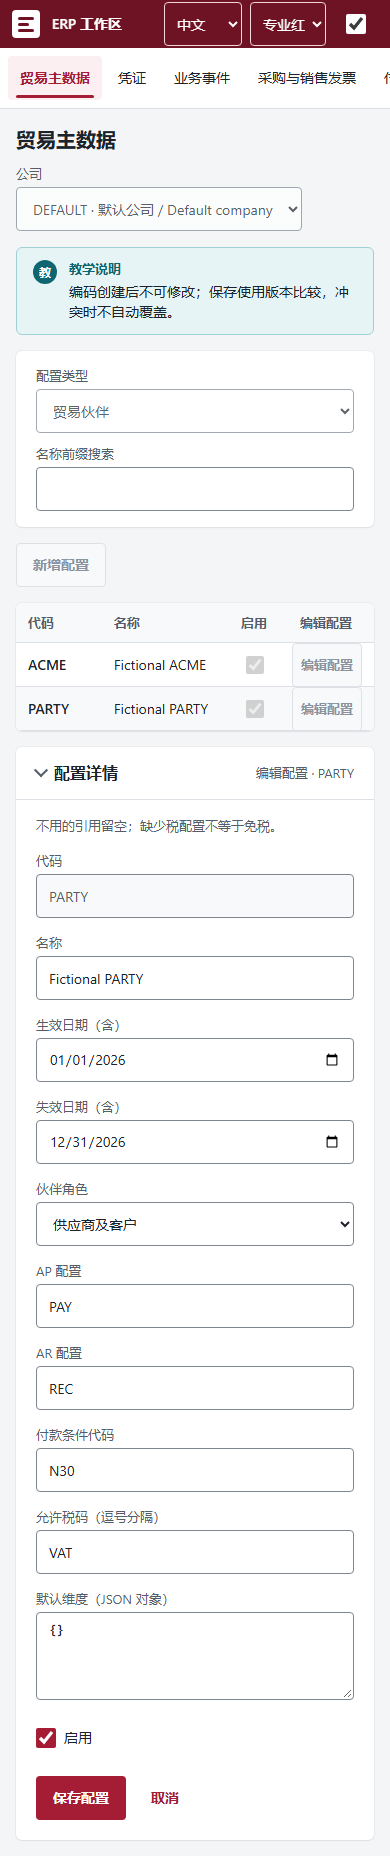 ERP 工作区
中文
专业红
贸易主数据
凭证
业务事件
采购与销售发票
贸易主数据
公司
DEFAULT · 默认公司 / Default company
教
教学说明
编码创建后不可修改；保存使用版本比较，冲
突时不自动覆盖。
配置类型
贸易伙伴
名称前缀搜索
新增配置
代码 名称 启用 编辑配置
ACME Fictional ACME 编辑配置
PARTY Fictional PARTY 编辑配置
配置详情
编辑配置 · PARTY
不用的引用留空；缺少税配置不等于免税。
代码
PARTY
名称
Fictional PARTY
生效日期（含）
01/01/2026
失效日期（含）
12/31/2026
伙伴角色
供应商及客户
AP 配置
PAY
AR 配置
REC
付款条件代码
N30
允许税码（逗号分隔）
VAT
默认维度（JSON 对象）
{}
启用
保存配置
取消